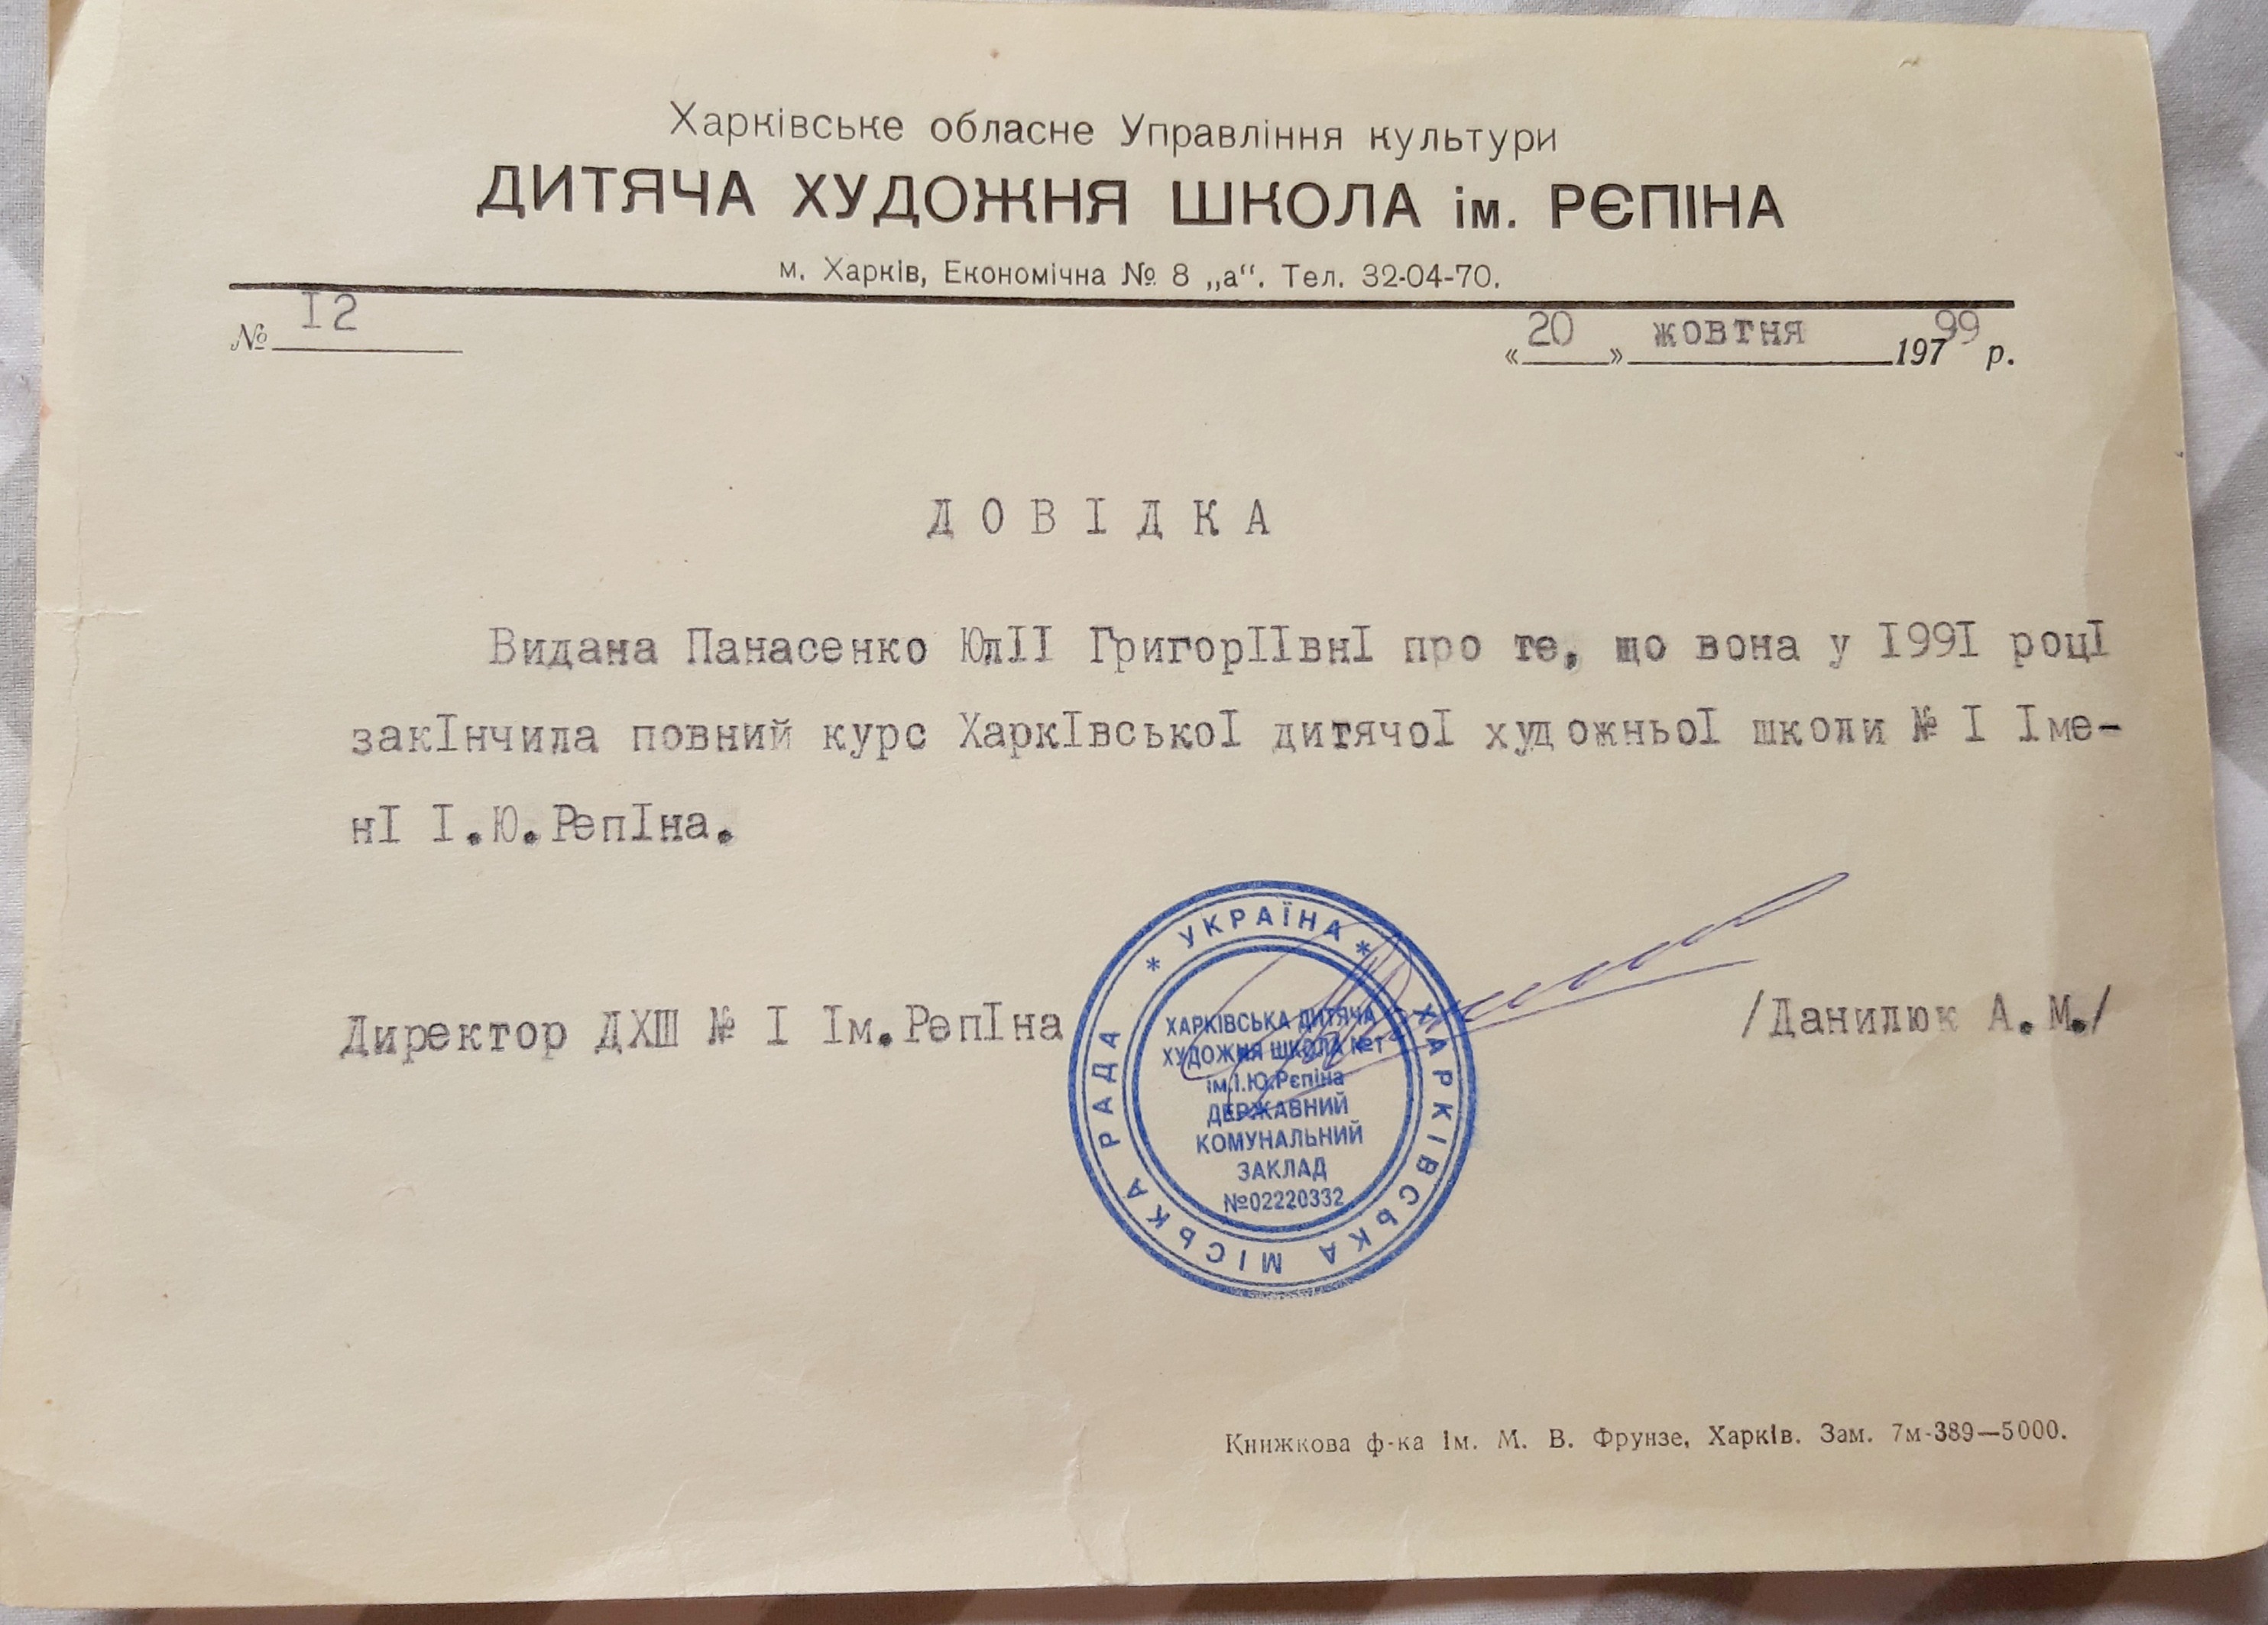 Харківське обласне Управління культури
ДИТЯЧА ХУДОЖНЯ ШКОЛА ім. РЄПІНА
м. Харків, Економічна № 8 „а“. Тел. 32-04-70.
№ І2
«20» жовтня 19799 р.
ДОВІДКА
Видана Панасенко ЮлІІ ГригорІІвнІ про те, що вона у І99І роцІ
закІнчила повний курс ХаркІвськоІ дитячоІ художньоІ школи № І Іме-
нІ І.Ю.РепІна.
Директор ДХШ № І Ім.РепІна
/Данилюк А.М./
* УКРАЇНА * ХАРКІВСЬКА МІСЬКА РАДА
ХАРКІВСЬКА ДИТЯЧА
ХУДОЖНЯ ШКОЛА №1
ім.І.Ю.Рєпіна
ДЕРЖАВНИЙ
КОМУНАЛЬНИЙ
ЗАКЛАД
№02220332
Книжкова ф-ка Ім. М. В. Фрунзе, Харків. Зам. 7м-389—5000.